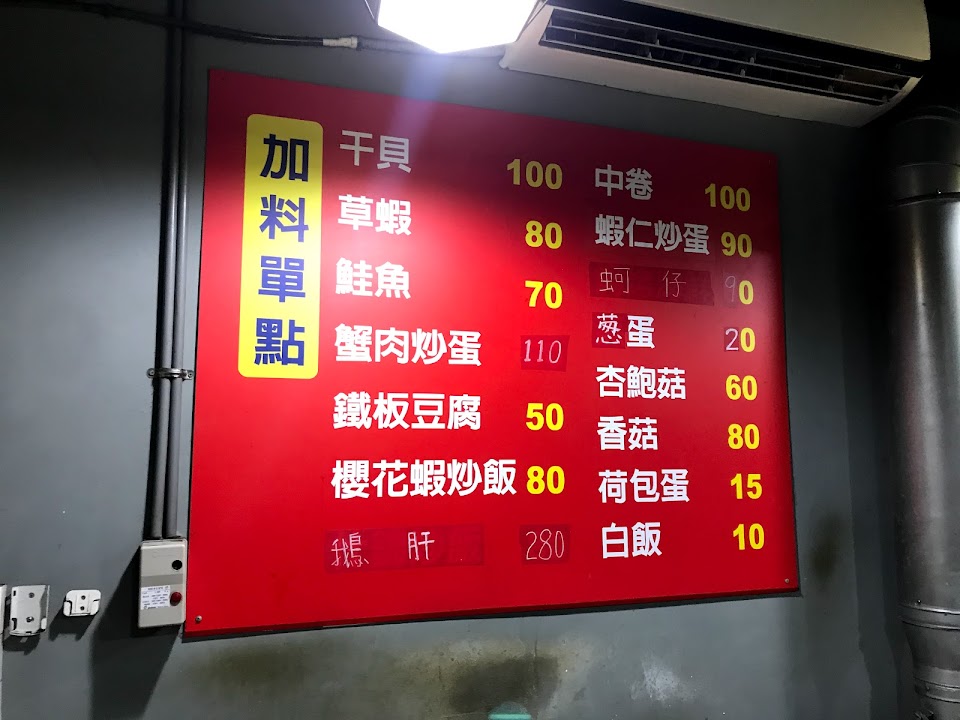 加料單點
干貝 100
草蝦 80
鮭魚 70
蟹肉炒蛋 110
鐵板豆腐 50
櫻花蝦炒飯 80
鵝肝 280
中卷 100
蝦仁炒蛋 90
蚵仔 90
葱蛋 20
杏鮑菇 60
香菇 80
荷包蛋 15
白飯 10